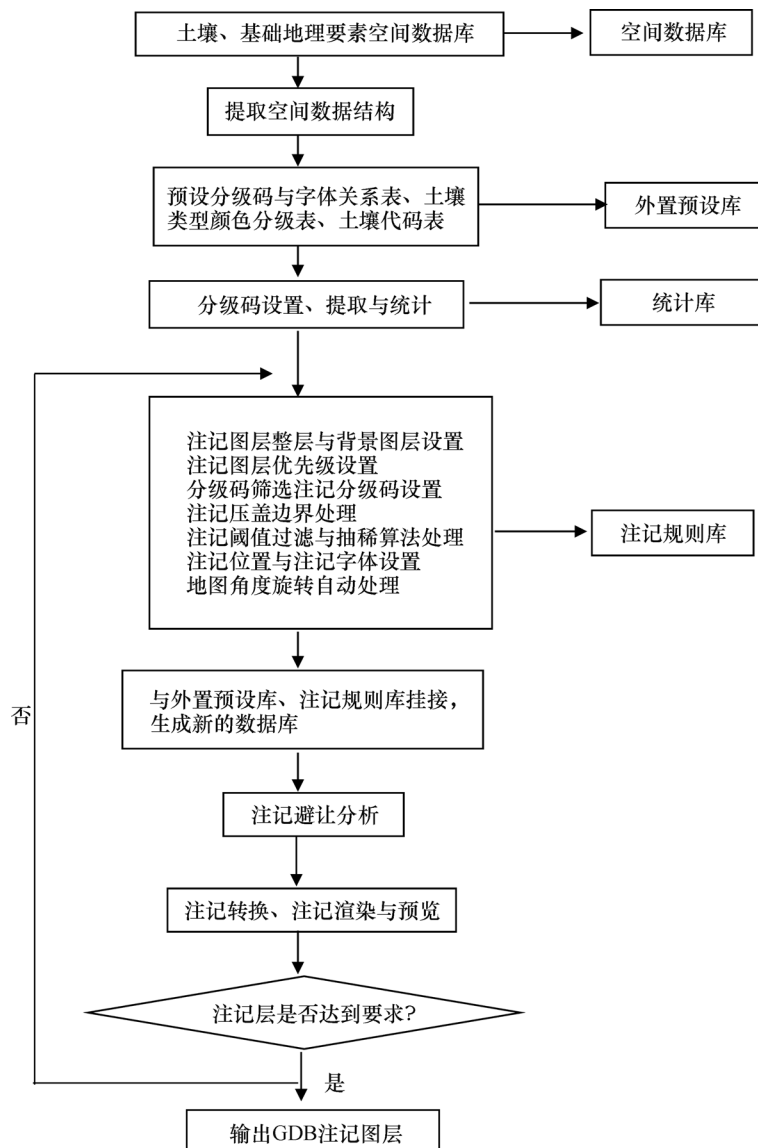 土壤、基础地理要素空间数据库
空间数据库
提取空间数据结构
预设分级码与字体关系表、土壤
类型颜色分级表、土壤代码表
外置预设库
分级码设置、提取与统计
统计库
注记图层整层与背景图层设置
注记图层优先级设置
分级码筛选注记分级码设置
注记压盖边界处理
注记阈值过滤与抽稀算法处理
注记位置与注记字体设置
地图角度旋转自动处理
注记规则库
与外置预设库、注记规则库挂接，
生成新的数据库
否
注记避让分析
注记转换、注记渲染与预览
注记层是否达到要求?
是
输出GDB注记图层